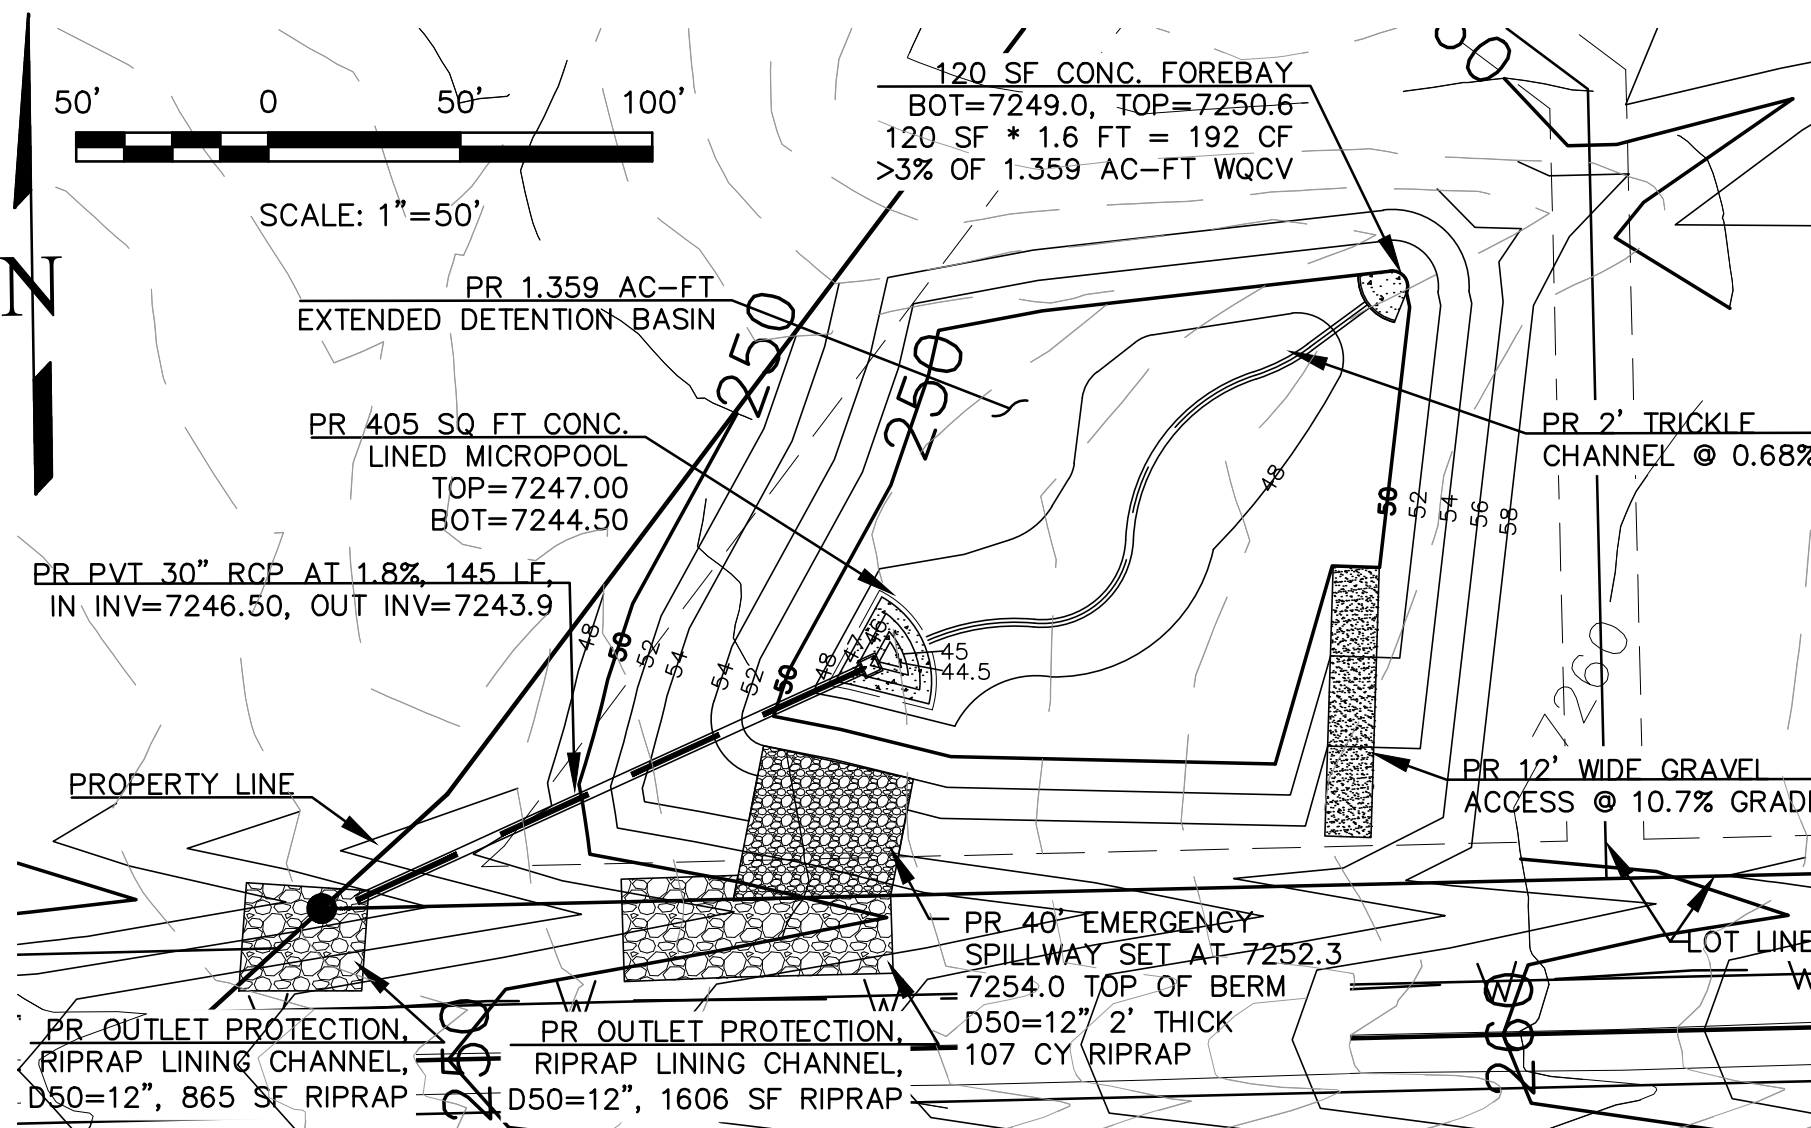 50' 0 50' 100'
SCALE: 1"=50'
N
120 SF CONC. FOREBAY
BOT=7249.0, TOP=7250.6
120 SF * 1.6 FT = 192 CF
>3% OF 1.359 AC-FT WQCV
PR 1.359 AC-FT
EXTENDED DETENTION BASIN
250
250
PR 405 SQ FT CONC.
LINED MICROPOOL
TOP=7247.00
BOT=7244.50
PR 2' TRICKLE
CHANNEL @ 0.68%
48
50
52
54
56
58
PR PVT 30" RCP AT 1.8%, 145 LF,
IN INV=7246.50, OUT INV=7243.9
48
50
52
54
54
52
50
48
47
46
45
44.5
7260
PROPERTY LINE
PR 12' WIDE GRAVEL
ACCESS @ 10.7%
PR 40' EMERGENCY
SPILLWAY SET AT 7252.3
7254.0 TOP OF BERM
D50=12" 2' THICK
107 CY RIPRAP
LOT LINE
W
W
W
W
250
260
PR OUTLET PROTECTION,
RIPRAP LINING CHANNEL,
D50=12", 865 SF RIPRAP
PR OUTLET PROTECTION,
RIPRAP LINING CHANNEL,
D50=12", 1606 SF RIPRAP